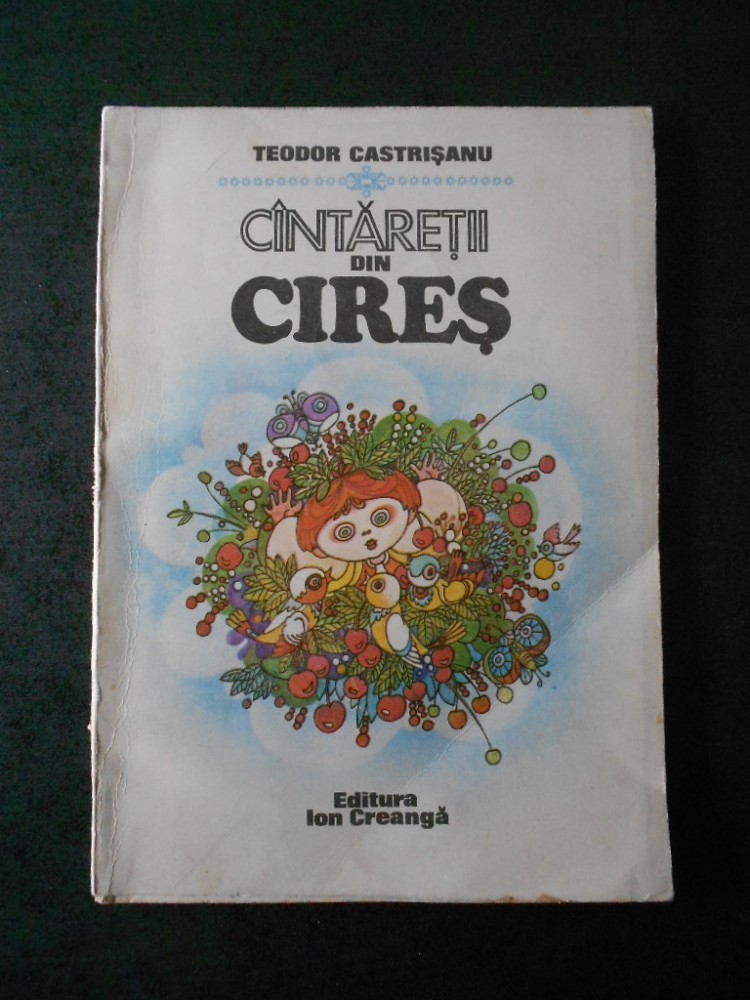 TEODOR CASTRIȘANU
CÎNTĂREȚII
DIN
CIREȘ
Editura
Ion Creangă